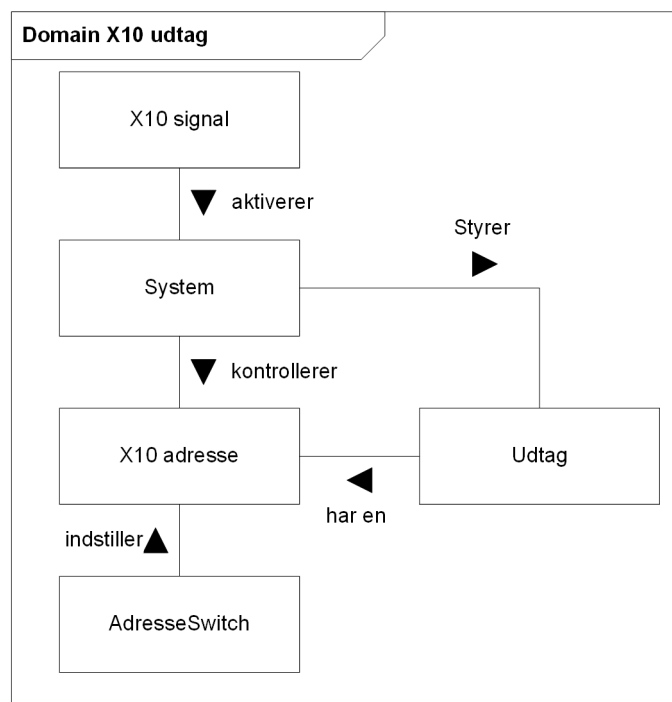 Domain X10 udtag
X10 signal
aktiverer
Styrer
System
kontrollerer
X10 adresse
Udtag
har en
indstiller
AdresseSwitch